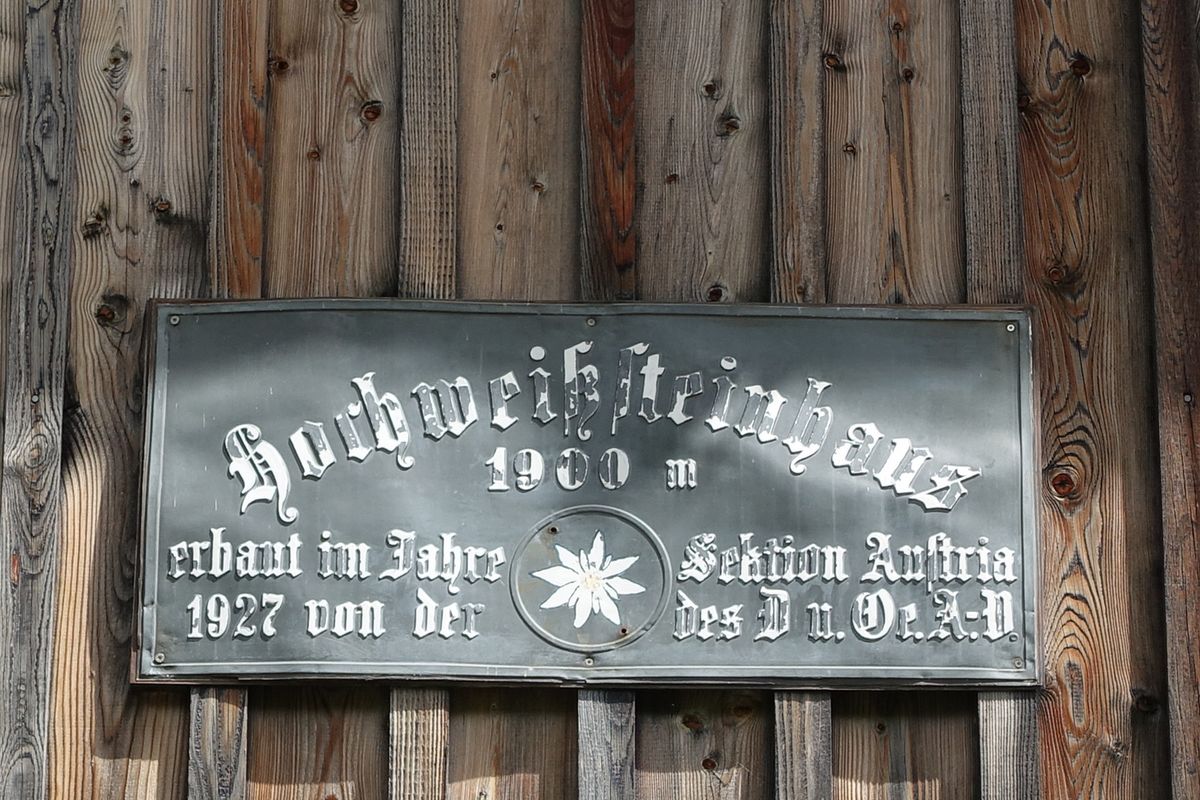 Hochweißsteinhaus
1900 m
erbaut im Jahre
1927 von der
Sektion Austria
des D u. Oe. A.-V.